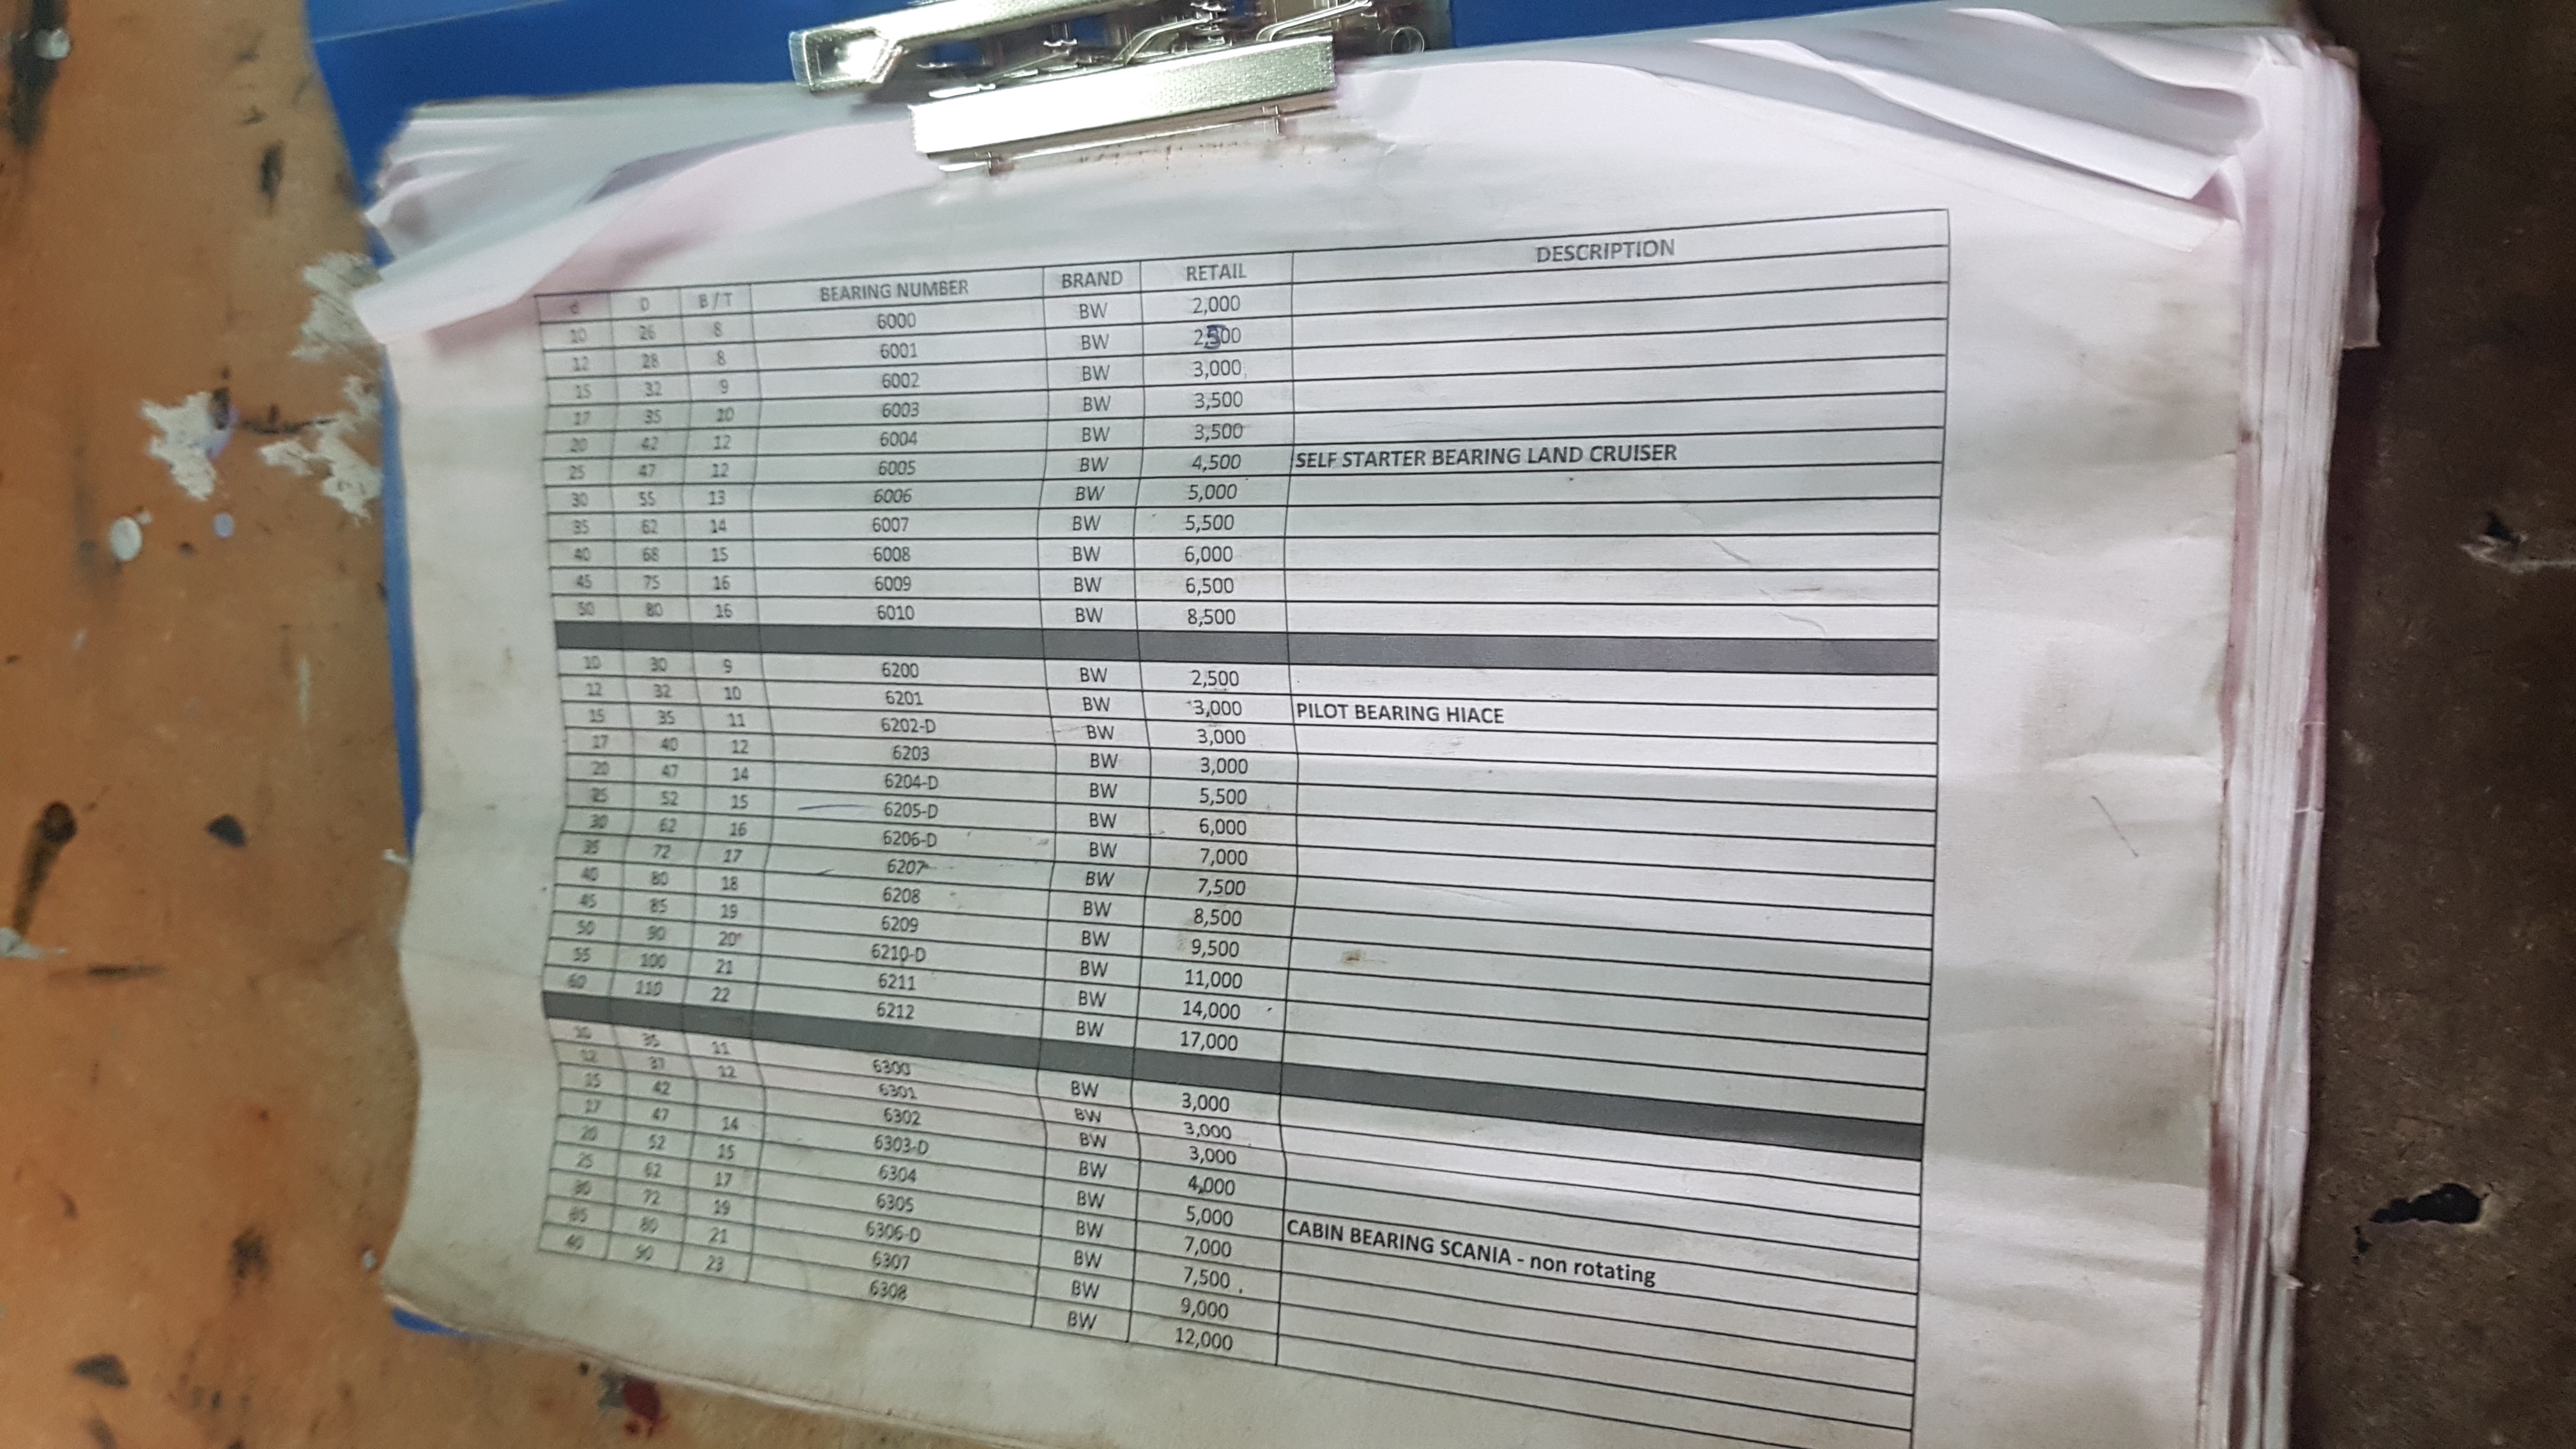 d D B / T BEARING NUMBER BRAND RETAIL DESCRIPTION
10 26 8 6000 BW 2,000
12 28 8 6001 BW 2,500
15 32 9 6002 BW 3,000
17 35 10 6003 BW 3,500
20 42 12 6004 BW 3,500
25 47 12 6005 BW 4,500 SELF STARTER BEARING LAND CRUISER
30 55 13 6006 BW 5,000
35 62 14 6007 BW 5,500
40 68 15 6008 BW 6,000
45 75 16 6009 BW 6,500
50 80 16 6010 BW 8,500
10 30 9 6200 BW 2,500
12 32 10 6201 BW 3,000 PILOT BEARING HIACE
15 35 11 6202-D BW 3,000
17 40 12 6203 BW 3,000
20 47 14 6204-D BW 5,500
25 52 15 6205-D BW 6,000
30 62 16 6206-D BW 7,000
35 72 17 6207 BW 7,500
40 80 18 6208 BW 8,500
45 85 19 6209 BW 9,500
50 90 20 6210-D BW 11,000
55 100 21 6211 BW 14,000
60 110 22 6212 BW 17,000
10 35 11 6300 BW 3,000
12 37 12 6301 BW 3,000
15 42 6302 BW 3,000
17 47 14 6303-D BW 4,000
20 52 15 6304 BW 5,000 CABIN BEARING SCANIA - non rotating
25 62 17 6305 BW 7,000
30 72 19 6306-D BW 7,500
35 80 21 6307 BW 9,000
40 90 23 6308 BW 12,000